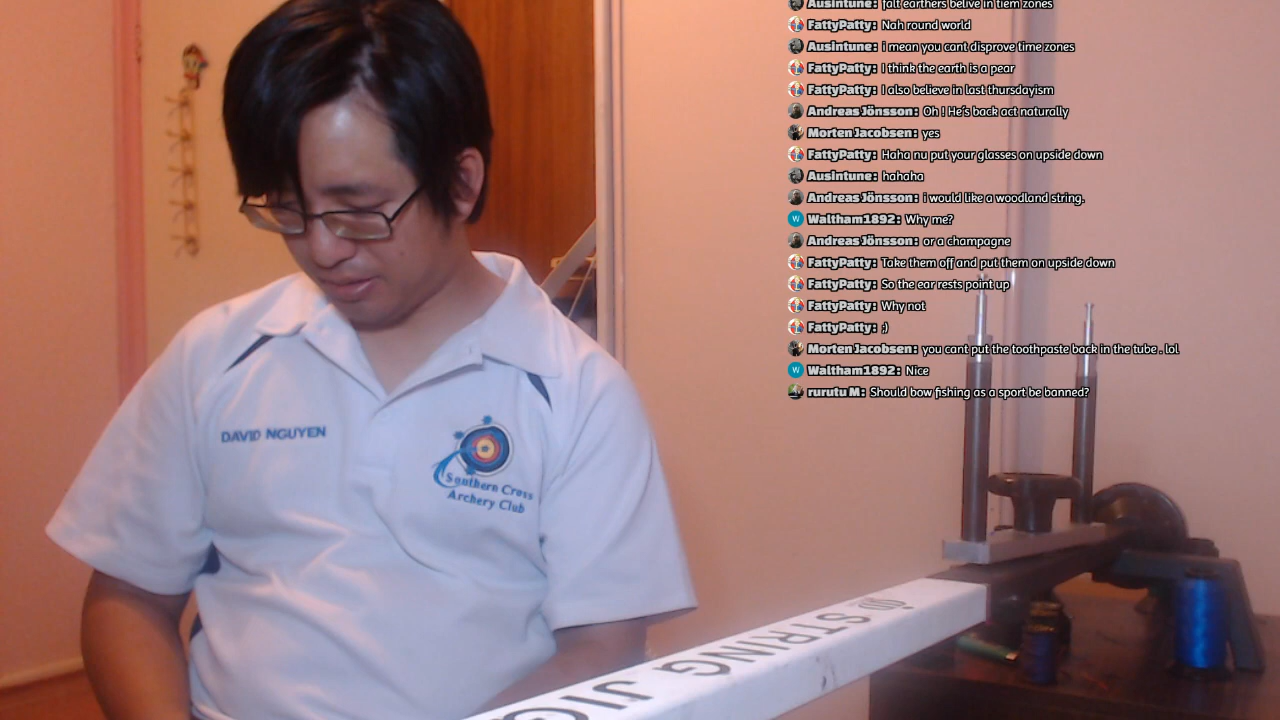 Ausintune: falt earthers belive in tiem zones
FattyPatty: Nah round world
Ausintune: i mean you cant disprove time zones
FattyPatty: I think the earth is a pear
FattyPatty: I also believe in last thursdayism
Andreas Jönsson: Oh ! He's back act naturally
Morten Jacobsen: yes
FattyPatty: Haha nu put your glasses on upside down
Ausintune: hahaha
Andreas Jönsson: i would like a woodland string.
W Waltham1892: Why me?
Andreas Jönsson: or a champagne
FattyPatty: Take them off and put them on upside down
FattyPatty: So the ear rests point up
FattyPatty: Why not
FattyPatty: ;)
Morten Jacobsen: you cant put the toothpaste back in the tube . lol
W Waltham1892: Nice
rurutu M: Should bow fishing as a sport be banned?
DAVID NGUYEN
Southern Cross
Archery Club
STRING JIG